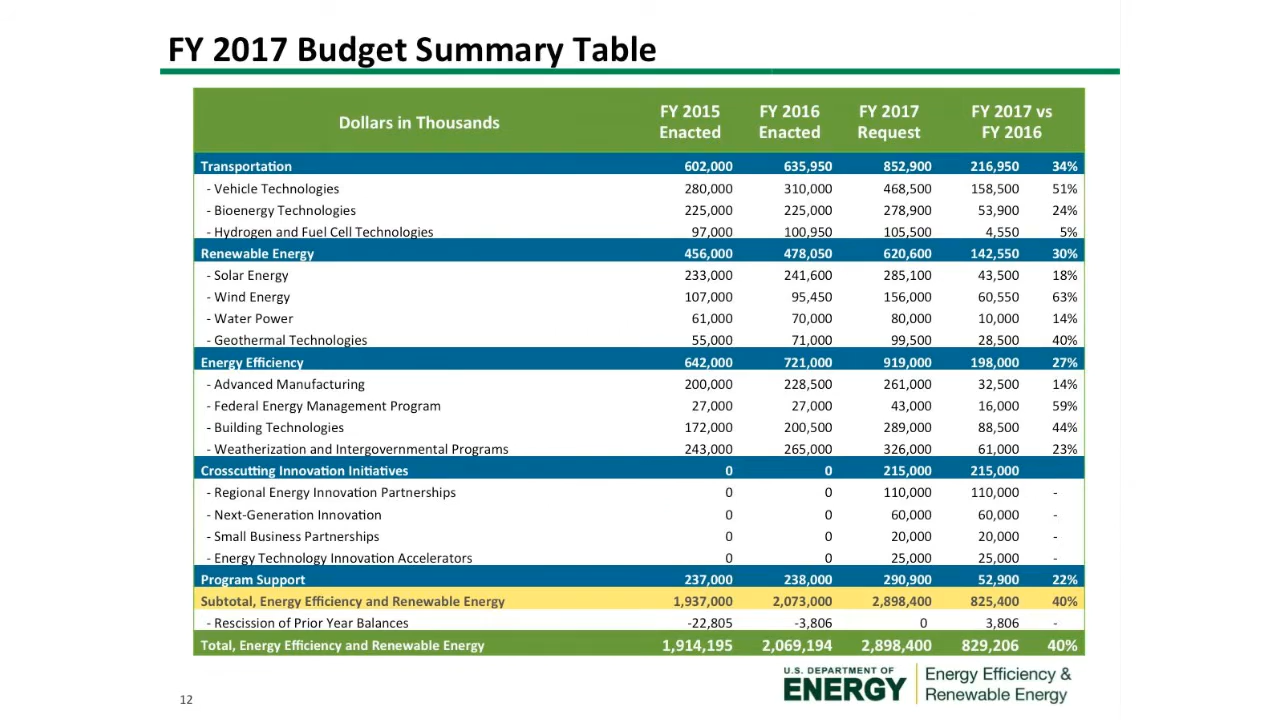 FY 2017 Budget Summary Table
Dollars in Thousands FY 2015 Enacted FY 2016 Enacted FY 2017 Request FY 2017 vs FY 2016
Transportation 602,000 635,950 852,900 216,950 34%
- Vehicle Technologies 280,000 310,000 468,500 158,500 51%
- Bioenergy Technologies 225,000 225,000 278,900 53,900 24%
- Hydrogen and Fuel Cell Technologies 97,000 100,950 105,500 4,550 5%
Renewable Energy 456,000 478,050 620,600 142,550 30%
- Solar Energy 233,000 241,600 285,100 43,500 18%
- Wind Energy 107,000 95,450 156,000 60,550 63%
- Water Power 61,000 70,000 80,000 10,000 14%
- Geothermal Technologies 55,000 71,000 99,500 28,500 40%
Energy Efficiency 642,000 721,000 919,000 198,000 27%
- Advanced Manufacturing 200,000 228,500 261,000 32,500 14%
- Federal Energy Management Program 27,000 27,000 43,000 16,000 59%
- Building Technologies 172,000 200,500 289,000 88,500 44%
- Weatherization and Intergovernmental Programs 243,000 265,000 326,000 61,000 23%
Crosscutting Innovation Initiatives 0 0 215,000 215,000
- Regional Energy Innovation Partnerships 0 0 110,000 110,000 -
- Next-Generation Innovation 0 0 60,000 60,000 -
- Small Business Partnerships 0 0 20,000 20,000 -
- Energy Technology Innovation Accelerators 0 0 25,000 25,000 -
Program Support 237,000 238,000 290,900 52,900 22%
Subtotal, Energy Efficiency and Renewable Energy 1,937,000 2,073,000 2,898,400 825,400 40%
- Rescission of Prior Year Balances -22,805 -3,806 0 3,806 -
Total, Energy Efficiency and Renewable Energy 1,914,195 2,069,194 2,898,400 829,206 40%
U.S. DEPARTMENT OF
ENERGY
Energy Efficiency &
Renewable Energy
12